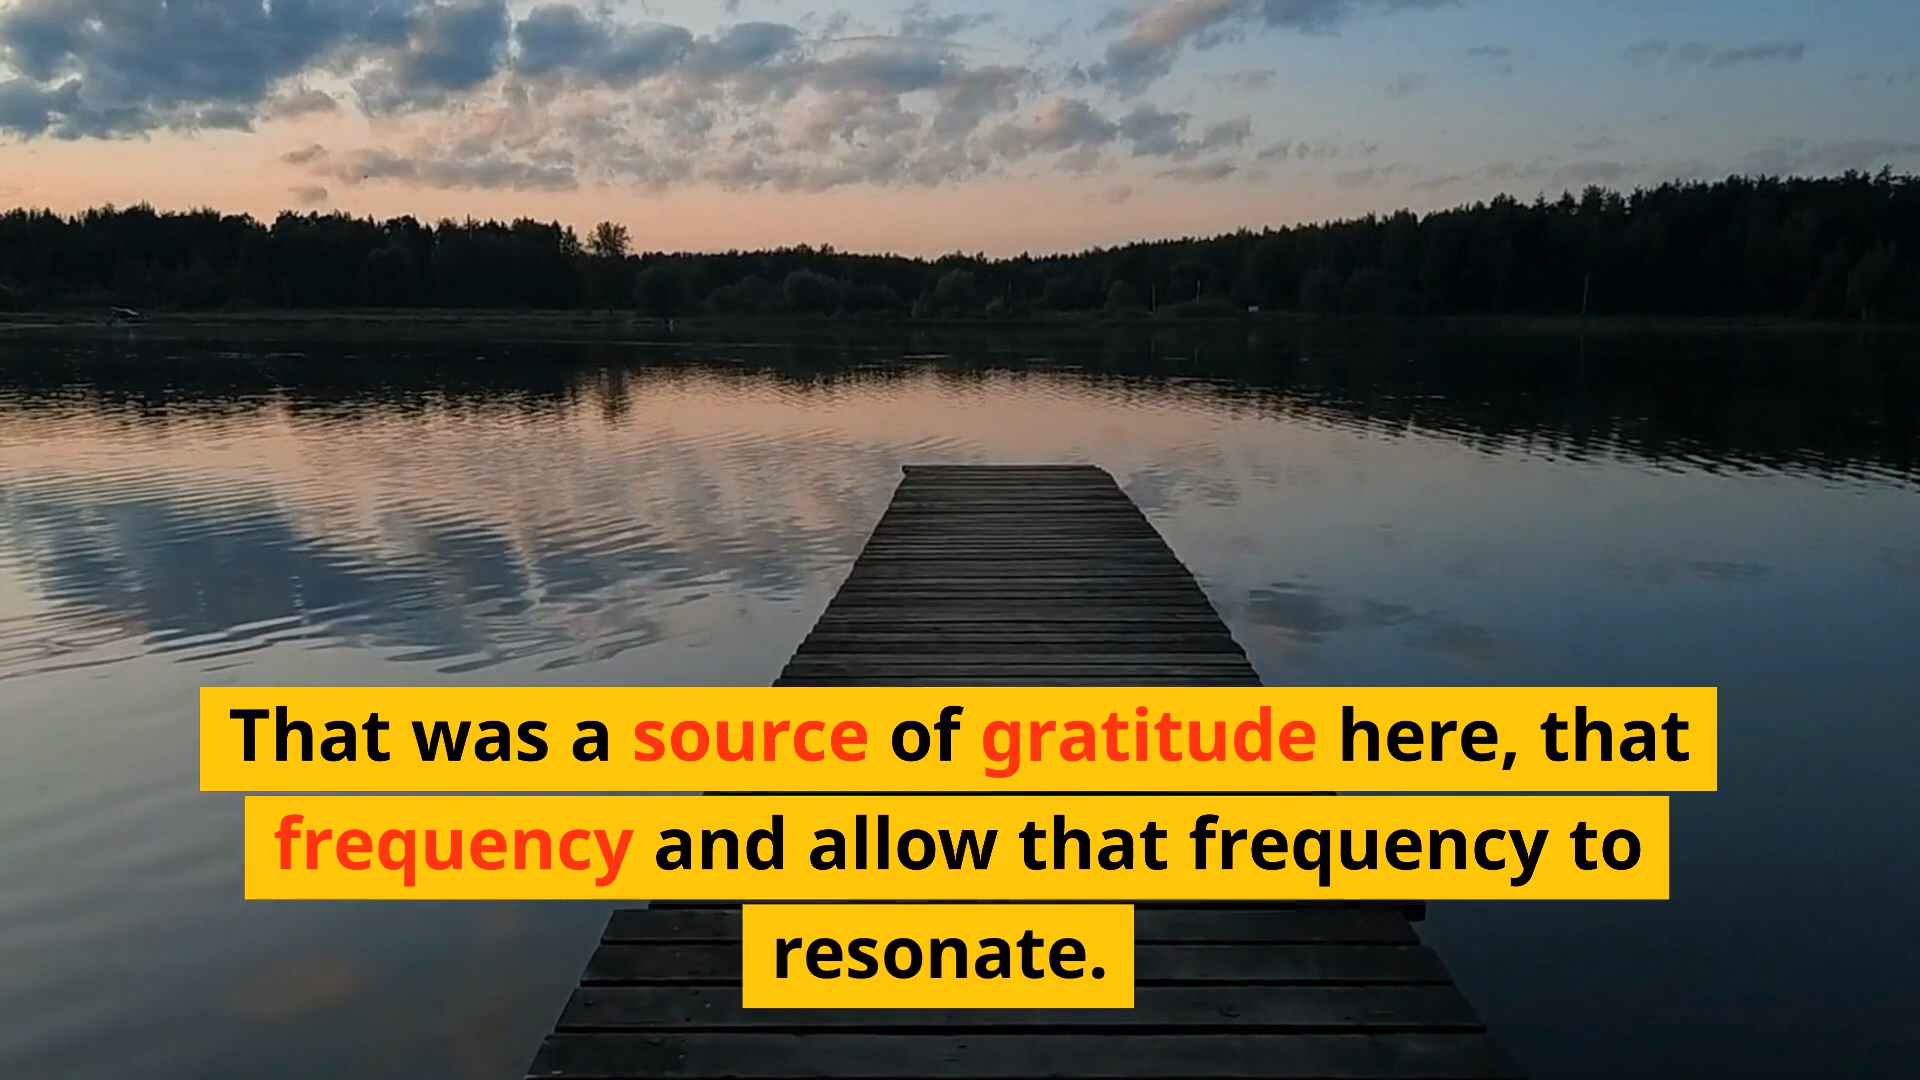 That was a source of gratitude here, that
frequency and allow that frequency to
resonate.